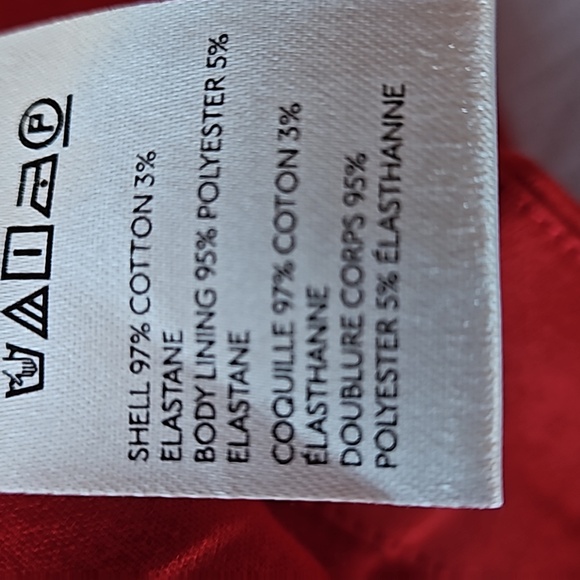 P
SHELL 97% COTTON 3%
ELASTANE
BODY LINING 95% POLYESTER 5%
ELASTANE
COQUILLE 97% COTON 3%
ÉLASTHANNE
DOUBLURE CORPS 95%
POLYESTER 5% ÉLASTHANNE